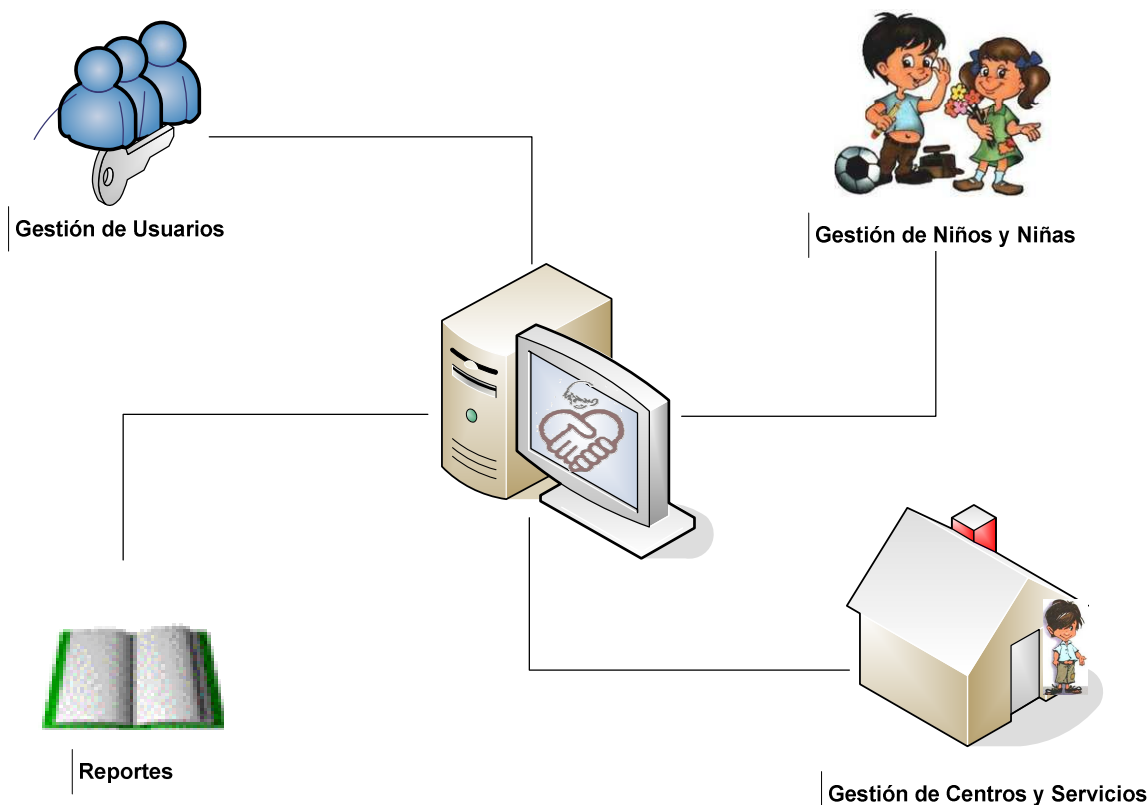 Gestión de Usuarios
Gestión de Niños y Niñas
Reportes
Gestión de Centros y Servicios